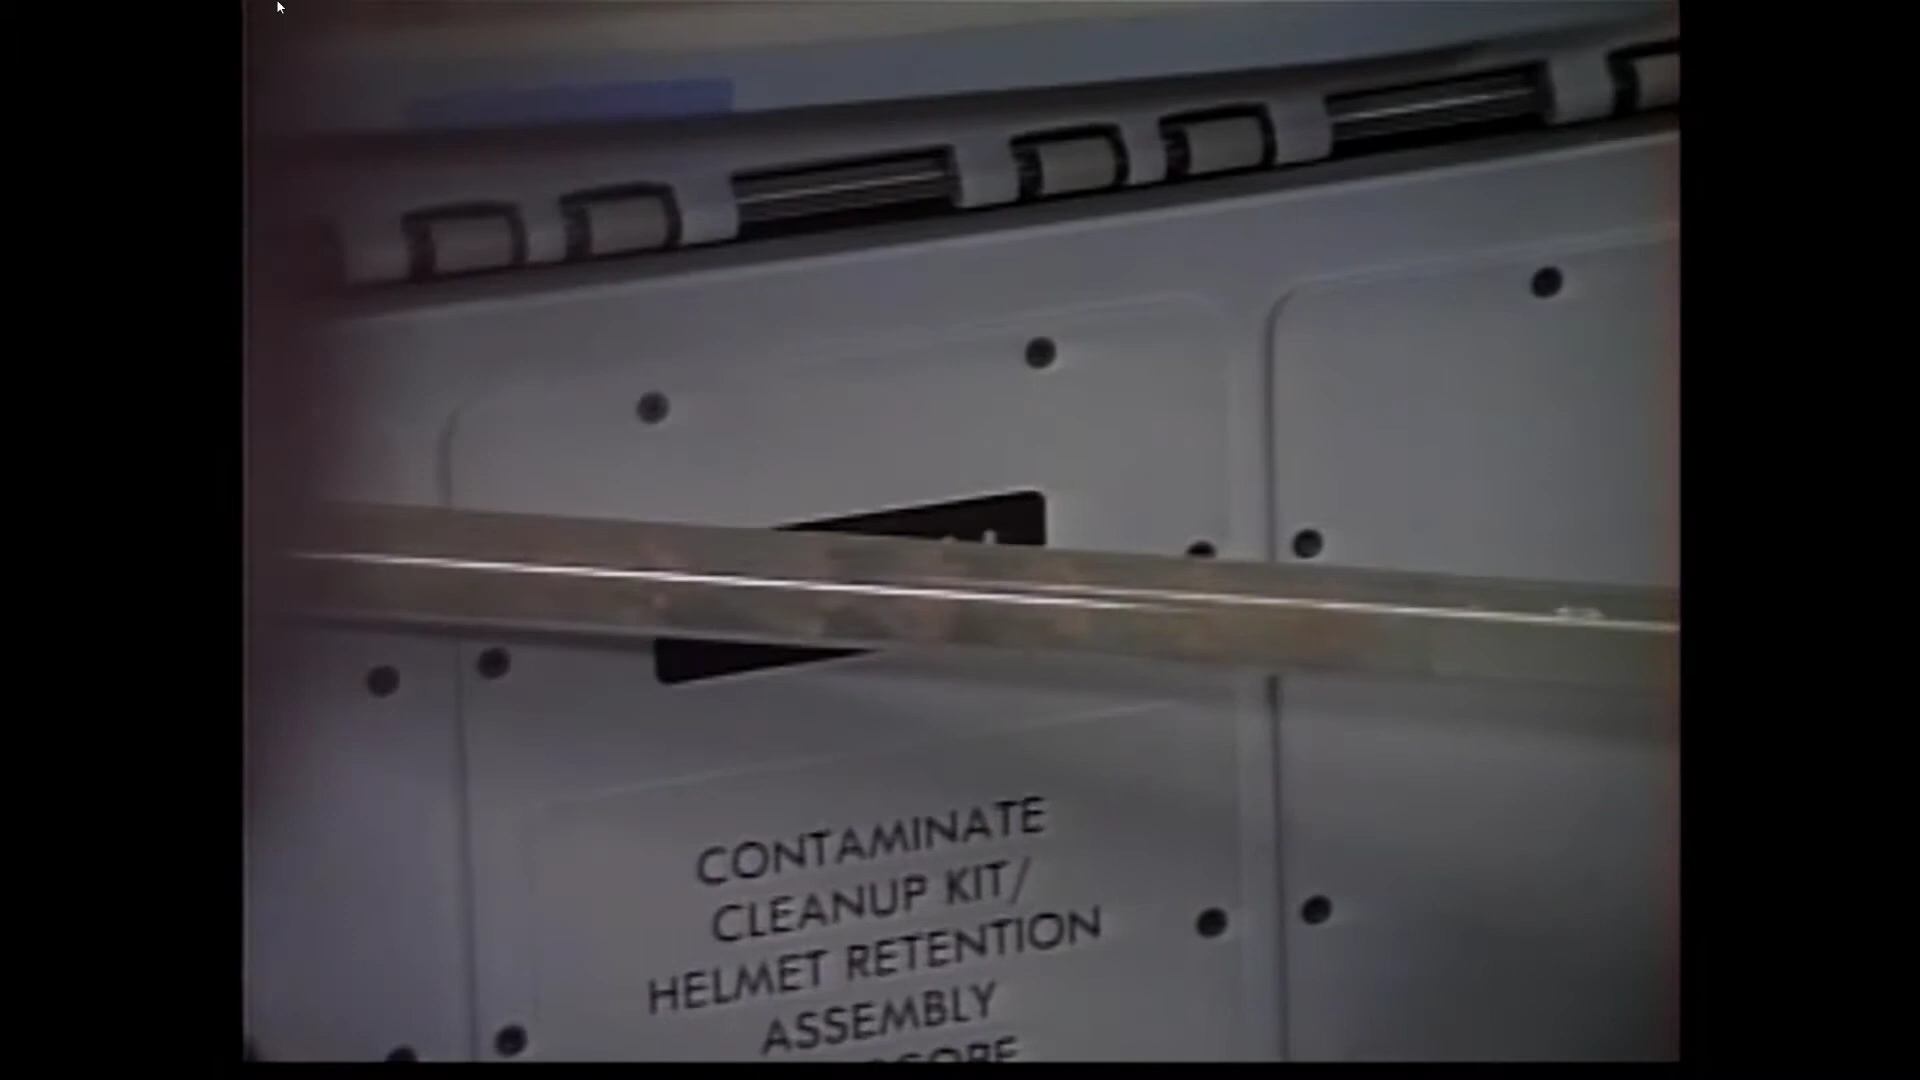 CONTAMINATE
CLEANUP KIT/
HELMET RETENTION
ASSEMBLY